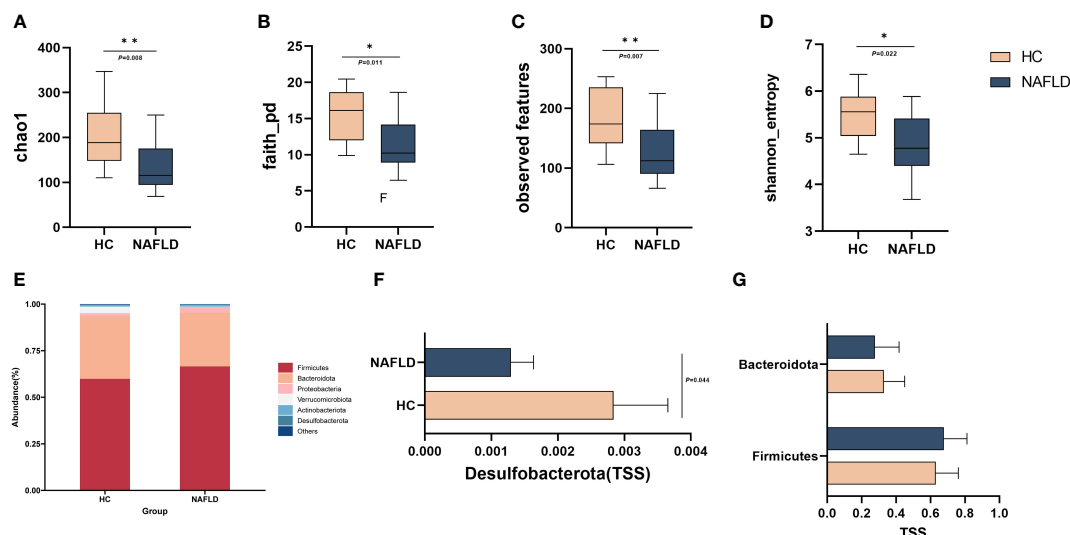 A
chao1
400
300
200
100
0
**
P=0.008
HC
NAFLD
B
faith_pd
25
20
15
10
5
0
*
P=0.011
F
HC
NAFLD
C
observed features
300
200
100
0
**
P=0.007
HC
NAFLD
D
shannon_entropy
7
6
5
4
3
*
P=0.022
HC
NAFLD
HC
NAFLD
E
Abundance(%)
1.00
0.75
0.50
0.25
0.00
HC
NAFLD
Group
Firmicutes
Bacteroidota
Proteobacteria
Verrucomicrobiota
Actinobacteriota
Desulfobacterota
Others
F
NAFLD
HC
P=0.044
0.000
0.001
0.002
0.003
0.004
Desulfobacterota(TSS)
G
Bacteroidota
Firmicutes
0.0
0.2
0.4
0.6
0.8
1.0
TSS